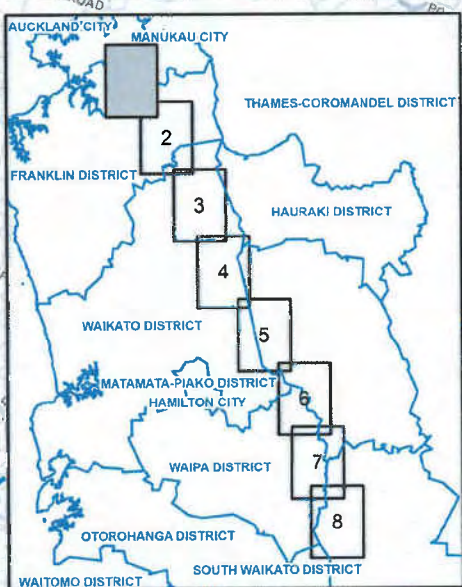 ROAD
AUCKLAND CITY
MANUKAU CITY
THAMES-COROMANDEL DISTRICT
2
FRANKLIN DISTRICT
3
HAURAKI DISTRICT
4
WAIKATO DISTRICT
5
MATAMATA-PIAKO DISTRICT
6
HAMILTON CITY
7
WAIPA DISTRICT
8
OTOROHANGA DISTRICT
SOUTH WAIKATO DISTRICT
WAITOMO DISTRICT